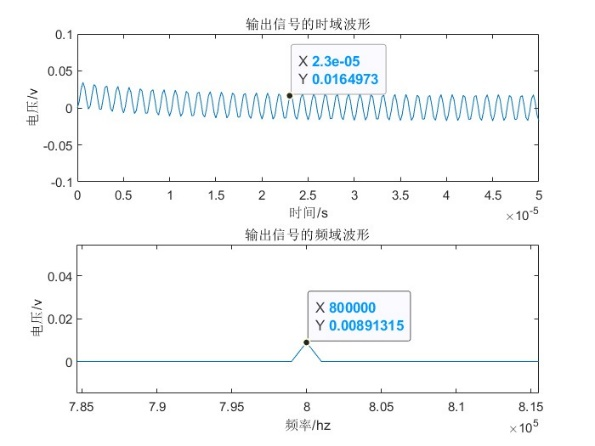 输出信号的时域波形
0.1
0.05
0
-0.05
-0.1
电压/v
X 2.3e-05
Y 0.0164973
0 0.5 1 1.5 2 2.5 3 3.5 4 4.5 5
时间/s
×10-5
输出信号的频域波形
0.04
0.02
0
电压/v
X 800000
Y 0.00891315
7.85 7.9 7.95 8 8.05 8.1 8.15
频率/hz
×105